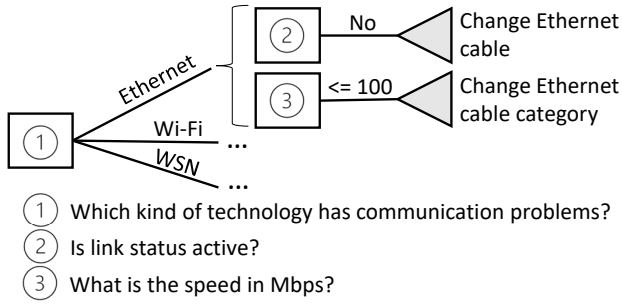 2
No
Change Ethernet
cable
Ethernet
3
<= 100
Change Ethernet
cable category
1
Wi-Fi
...
WSN
...
1 Which kind of technology has communication problems?
2 Is link status active?
3 What is the speed in Mbps?